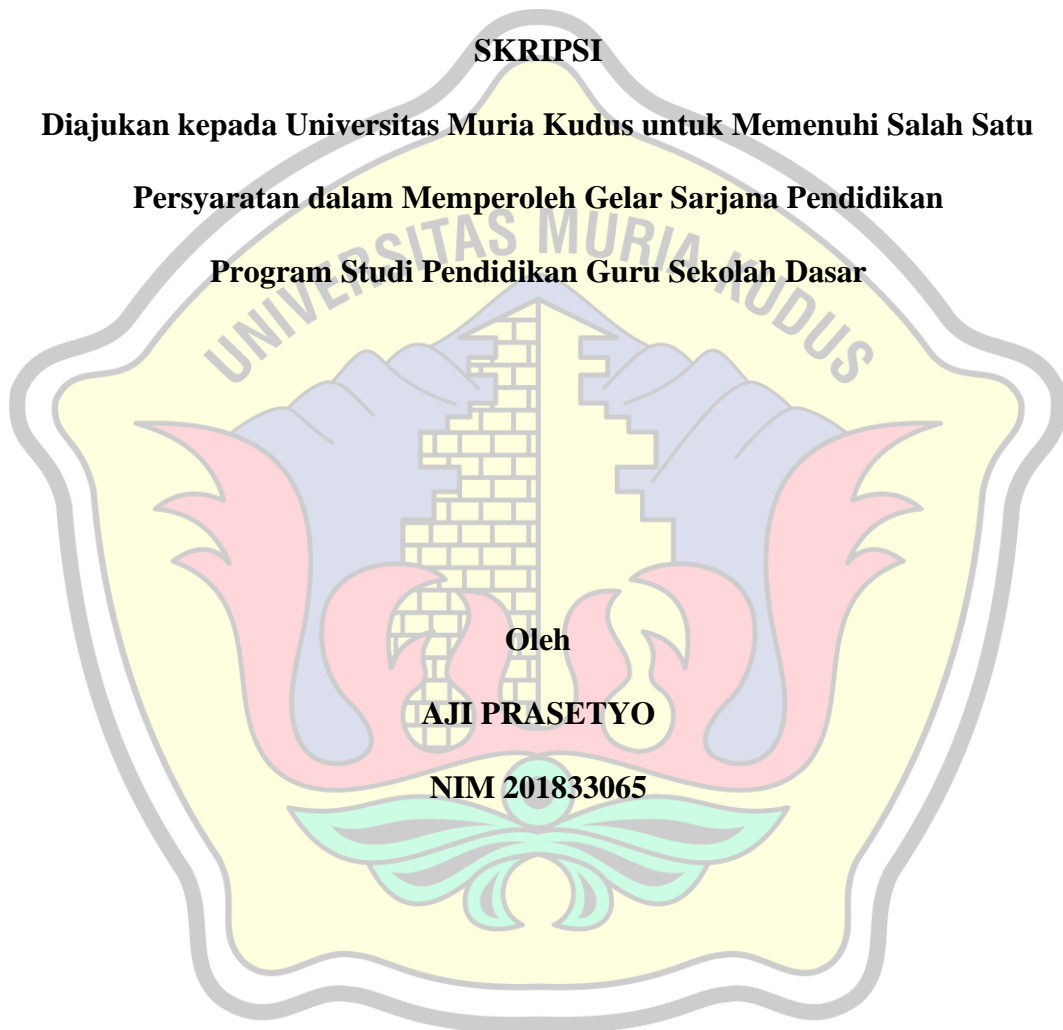 SKRIPSI
Diajukan kepada Universitas Muria Kudus untuk Memenuhi Salah Satu
Persyaratan dalam Memperoleh Gelar Sarjana Pendidikan
UNIVERSITAS MURIA KUDUS
Program Studi Pendidikan Guru Sekolah Dasar
Oleh
AJI PRASETYO
NIM 201833065